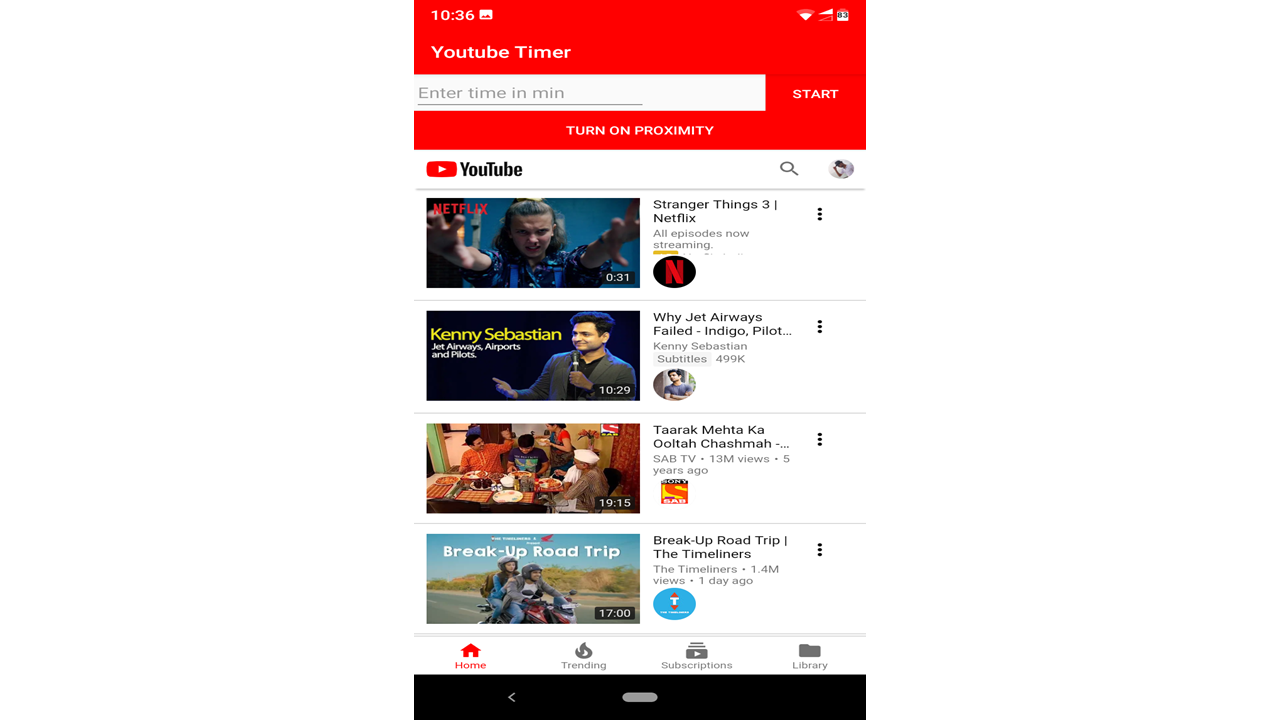 10:36
83
Youtube Timer
Enter time in min
START
TURN ON PROXIMITY
YouTube
NETFLIX
0:31
Stranger Things 3 |
Netflix
All episodes now
streaming.
N
Kenny Sebastian
Jet Airways, Airports
and Pilots.
10:29
Why Jet Airways
Failed - Indigo, Pilot...
Kenny Sebastian
Subtitles 499K
S
19:15
Taarak Mehta Ka
Ooltah Chashmah -...
SAB TV • 13M views • 5
years ago
SONY
S
SAB
Break-Up Road Trip
17:00
Break-Up Road Trip |
The Timeliners
The Timeliners • 1.4M
views • 1 day ago
T
THE TIMELINERS
Home
Trending
Subscriptions
Library